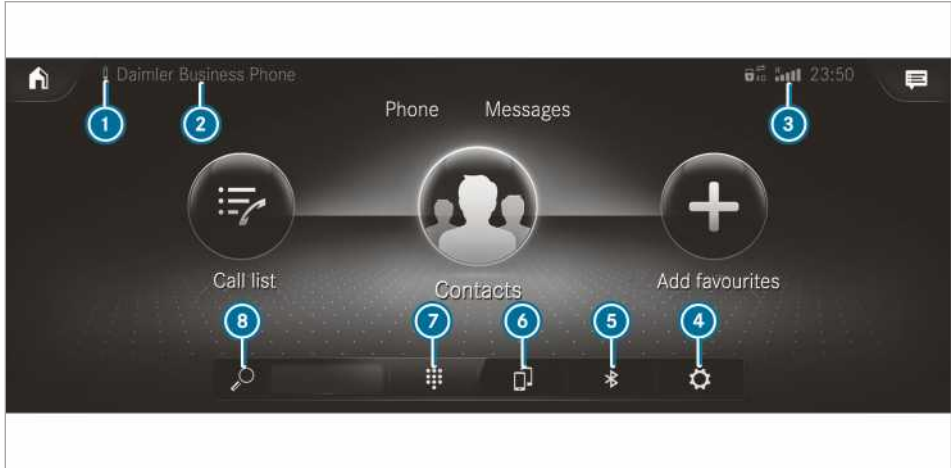 Daimler Business Phone 23:50
1 2 3
Phone Messages
Call list Contacts Add favourites
8 7 6 5 4